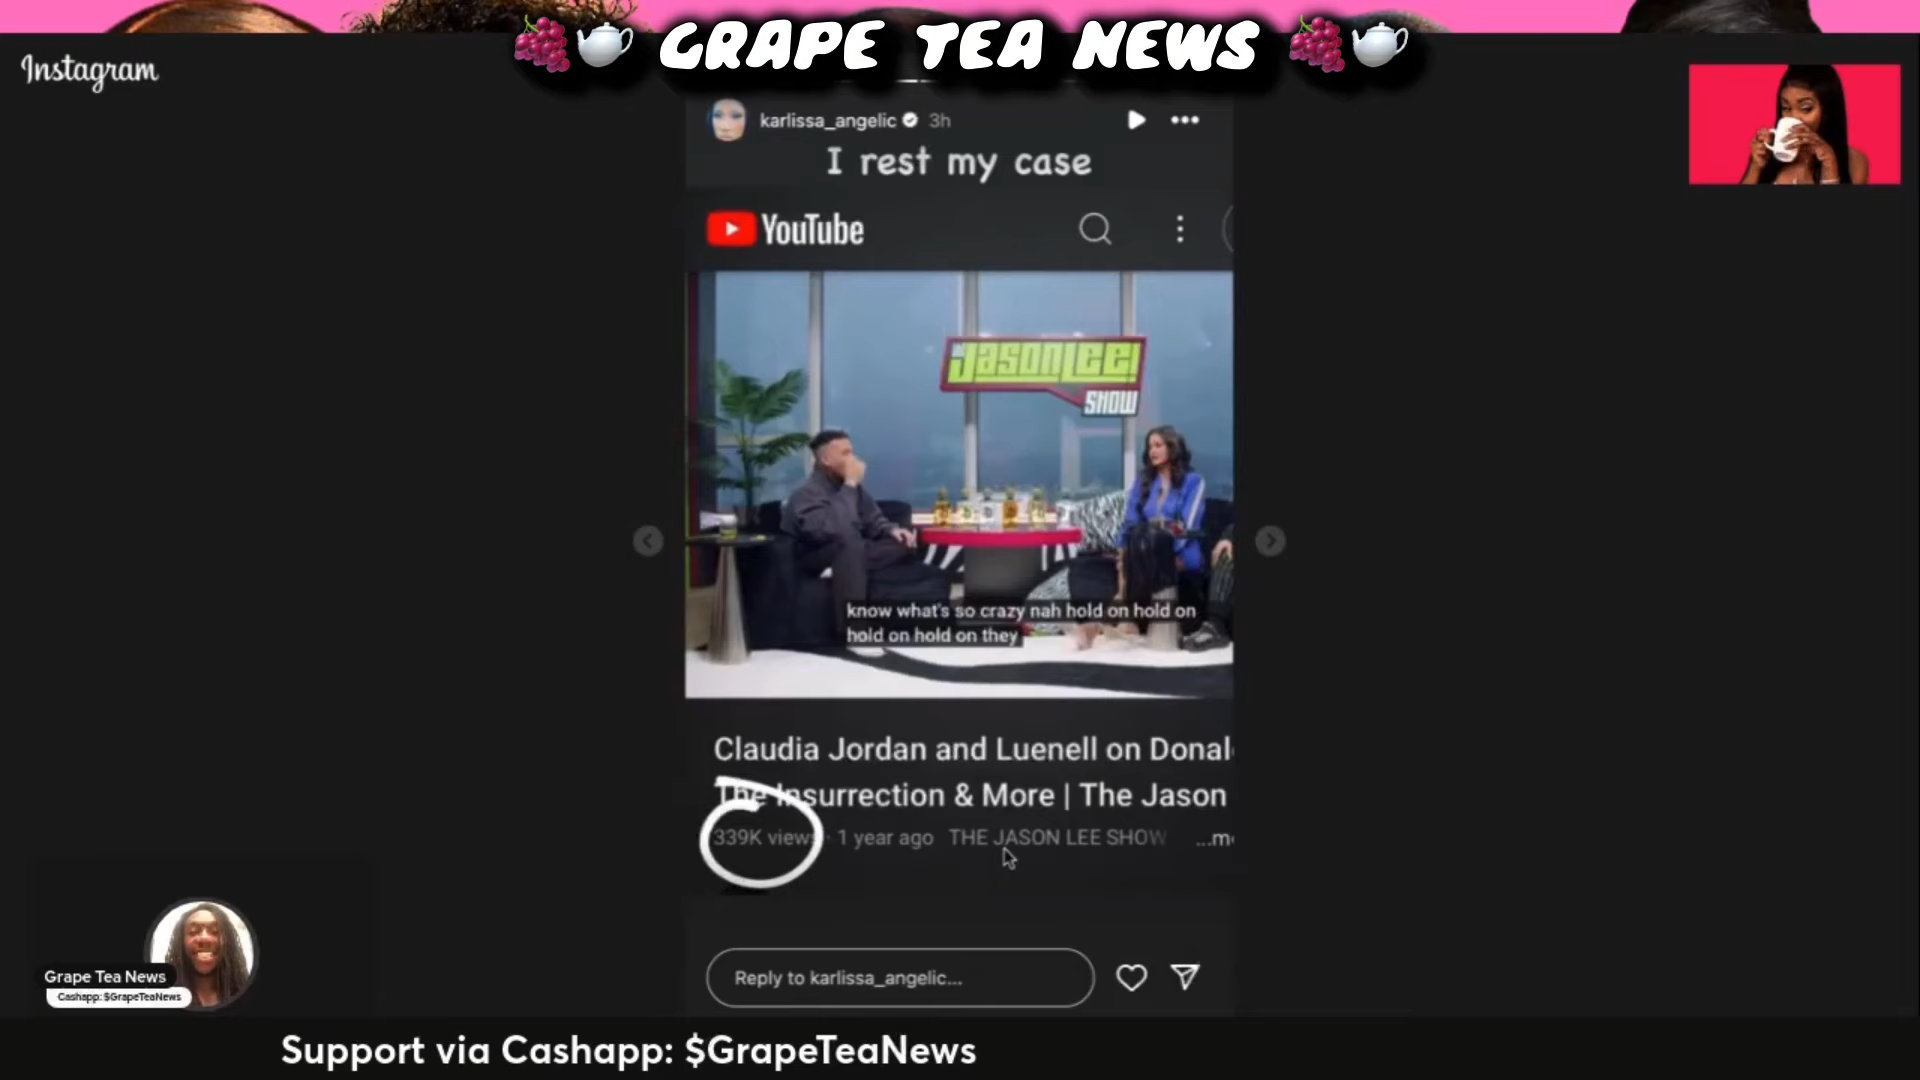 GRAPE TEA NEWS
Instagram
karlissa_angelic 3h
I rest my case
YouTube
JASON LEE!
SHOW
know what's so crazy nah hold on hold on
hold on hold on they
Claudia Jordan and Luenell on Donal
The Insurrection & More | The Jason
339K views · 1 year ago THE JASON LEE SHOW ...m
Reply to karlissa_angelic...
Grape Tea News
Cashapp: $GrapeTeaNews
Support via Cashapp: $GrapeTeaNews